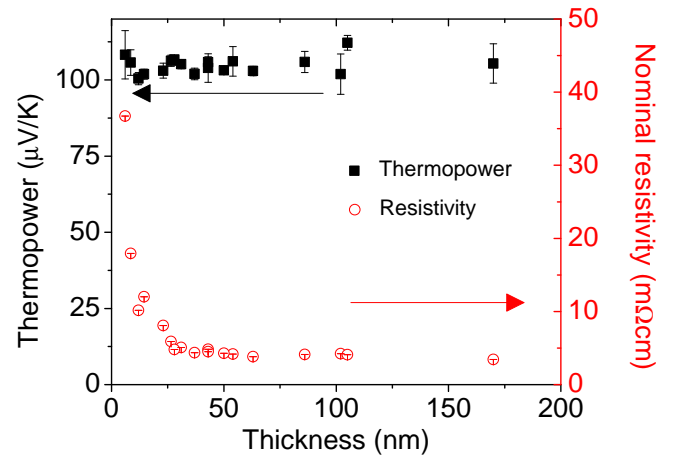 100
75
50
25
0
Thermopower (μV/K)
50
40
30
20
10
0
Nominal resistivity (mΩcm)
Thermopower
Resistivity
0 50 100 150 200
Thickness (nm)